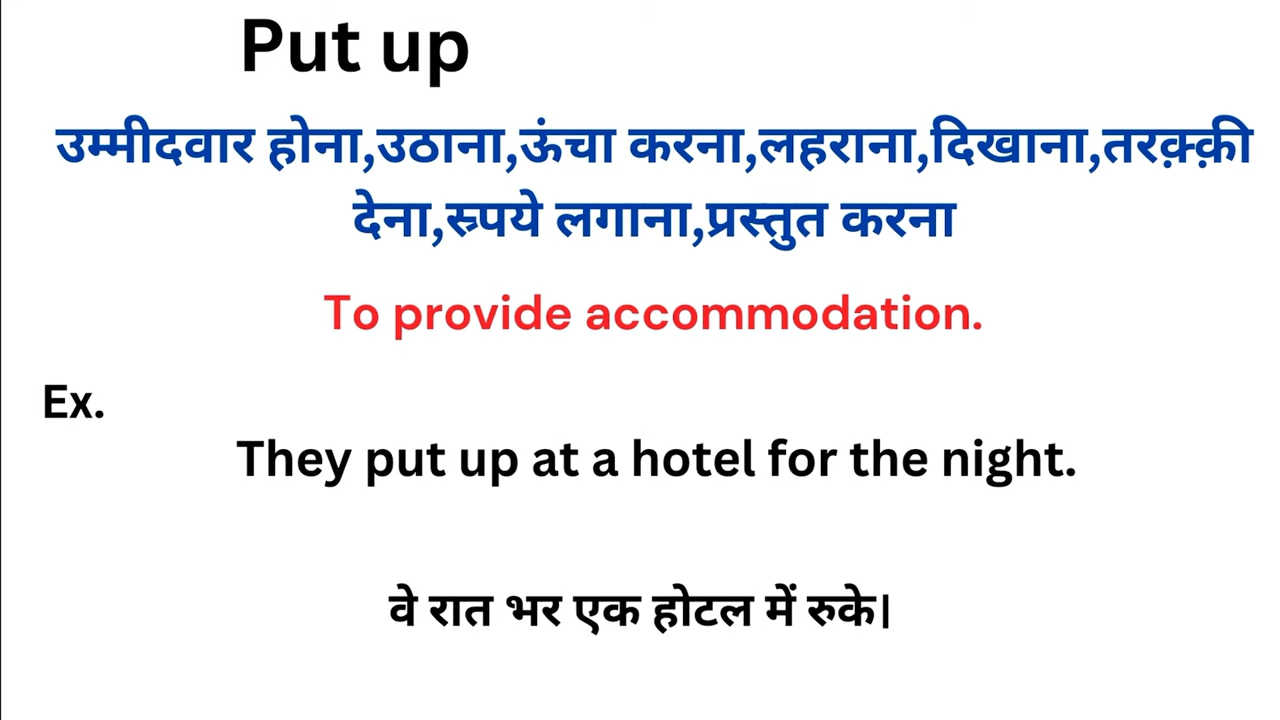 Put up
उम्मीदवार होना,उठाना,ऊंचा करना,लहराना,दिखाना,तरक़्क़ी
देना,रुपये लगाना,प्रस्तुत करना
To provide accommodation.
Ex.
They put up at a hotel for the night.
वे रात भर एक होटल में रुके।